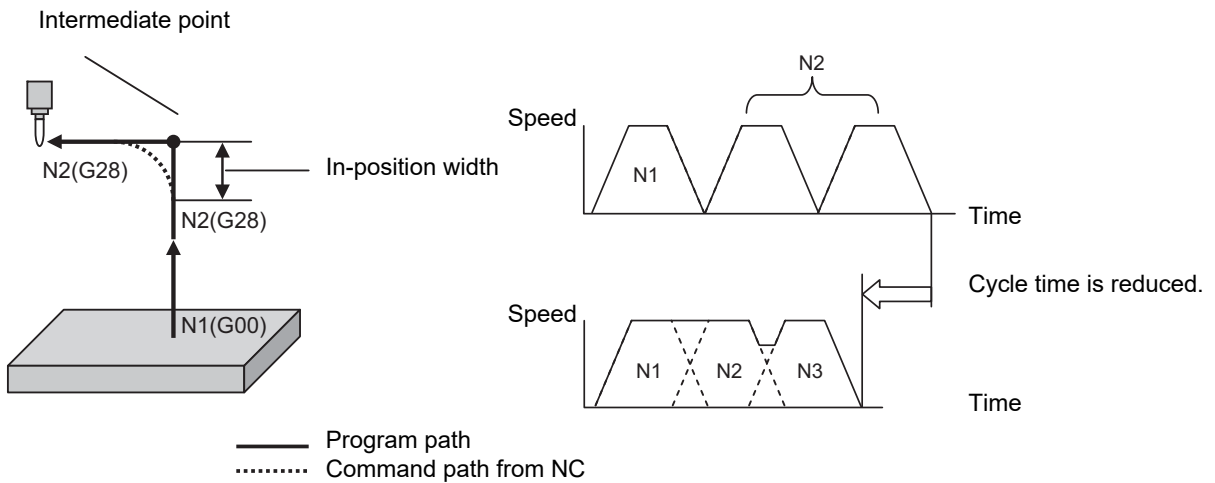 Intermediate point
N2(G28)
In-position width
N2(G28)
N1(G00)
N2
Speed
N1
Time
Cycle time is reduced.
Speed
N1
N2
N3
Time
Program path
Command path from NC